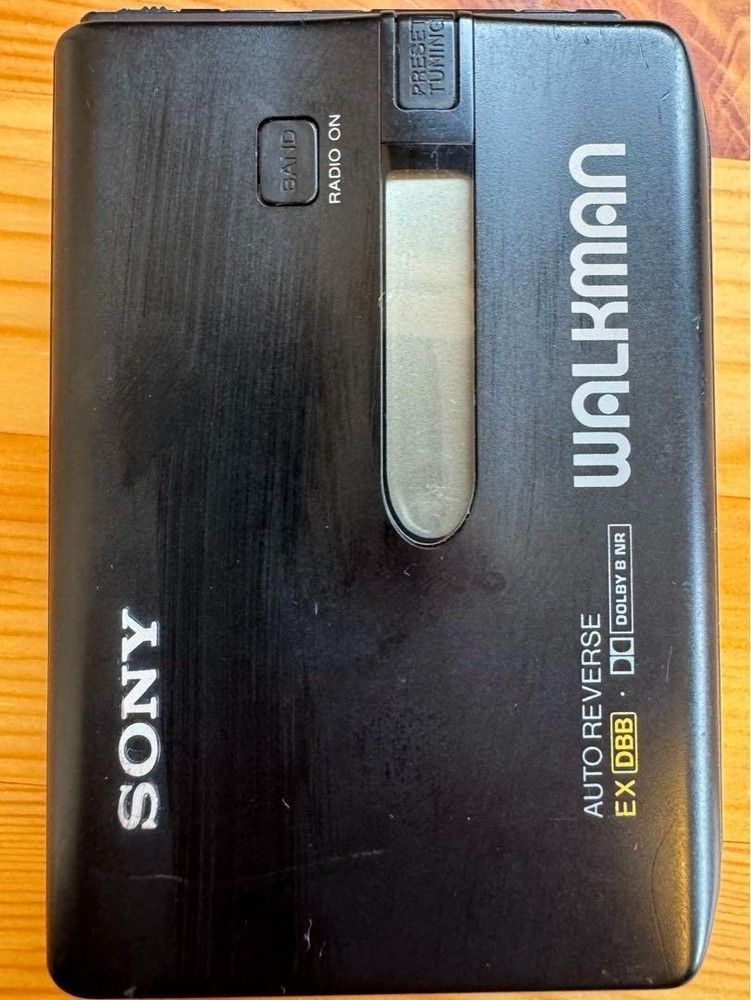 SONY
BAND
RADIO ON
PRESET
TUNING
WALKMAN
AUTO REVERSE
EX DBB · DOLBY B NR